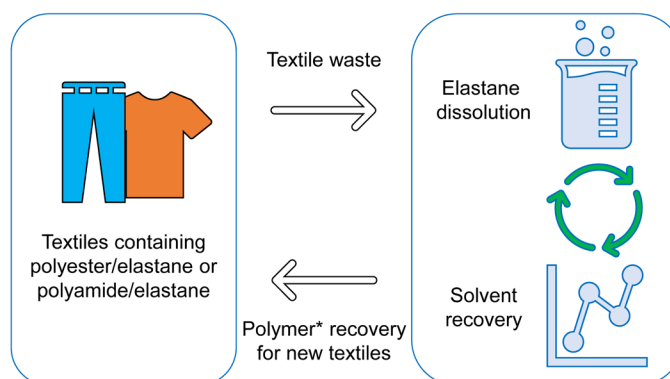 Textile waste
Elastane
dissolution
Textiles containing
polyester/elastane or
polyamide/elastane
Solvent
recovery
Polymer* recovery
for new textiles